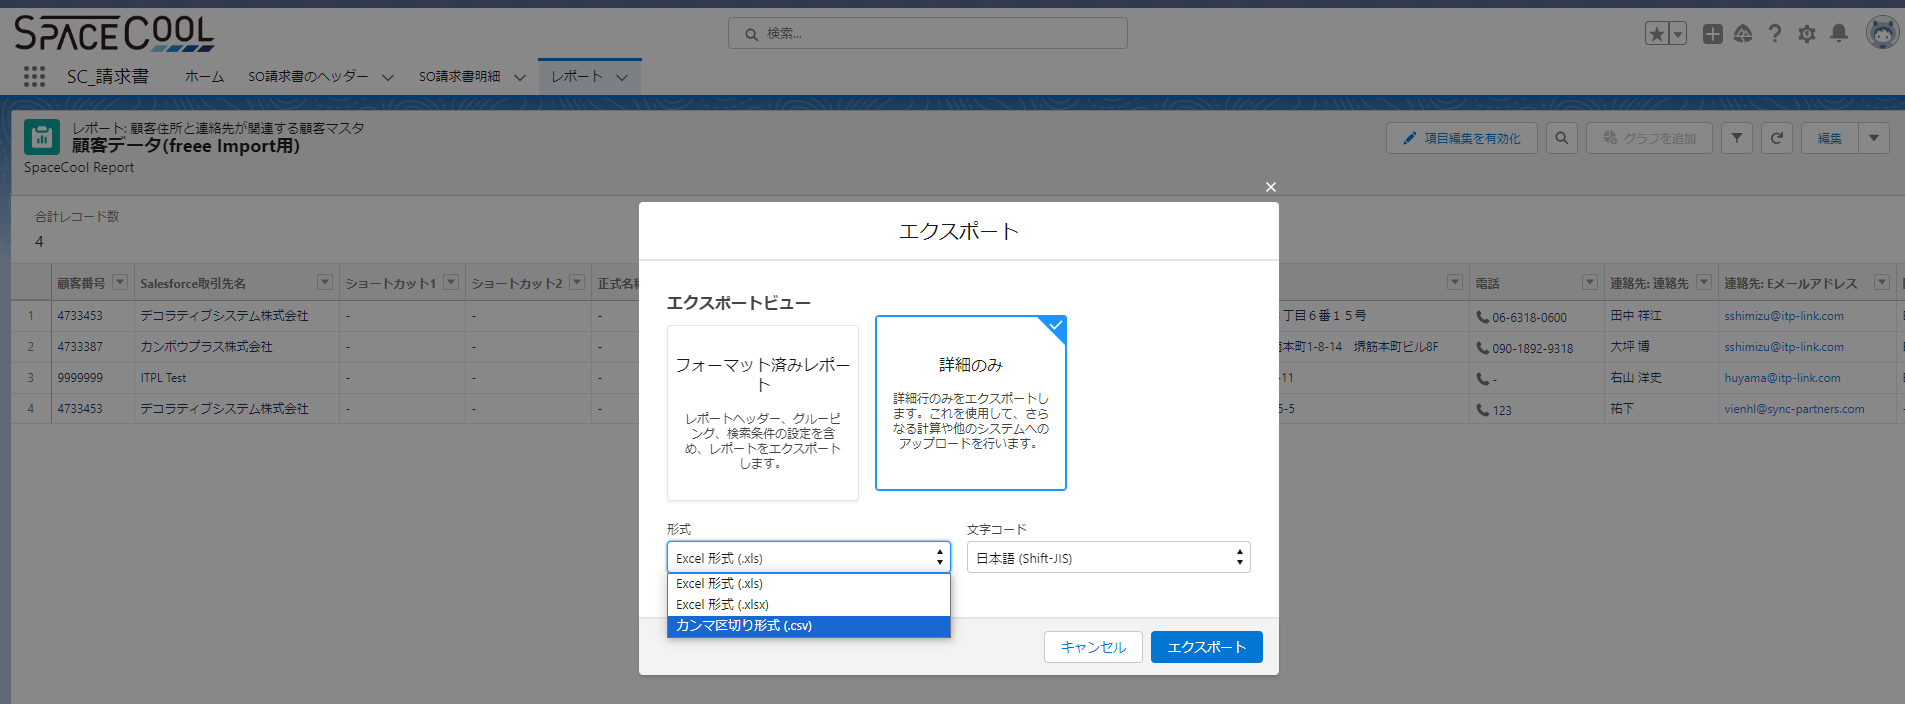 SPACECOOL
検索...
SC_請求書
ホーム
SO請求書のヘッダー
SO請求書明細
レポート
レポート: 顧客住所と連絡先が関連する顧客マスタ
顧客データ(freee Import用)
SpaceCool Report
項目編集を有効化
グラフを追加
編集
合計レコード数
4
顧客番号 Salesforce取引先名 ショートカット1 ショートカット2 正式名称 電話 連絡先: 連絡先 連絡先: Eメールアドレス
1 4733453 デコラティブシステム株式会社 - - - 丁目６番１５号 06-6318-0600 田中 祥江 sshimizu@itp-link.com
2 4733387 カンボウプラス株式会社 - - - 本町1-8-14 堺筋本町ビル8F 090-1892-9318 大坪 博 sshimizu@itp-link.com
3 9999999 ITPL Test - - - -11 - 右山 洋史 huyama@itp-link.com
4 4733453 デコラティブシステム株式会社 - - - 5-5 123 祐下 vienhl@sync-partners.com
エクスポート
エクスポートビュー
フォーマット済みレポー
ト
レポートヘッダー、グルーピ
ング、検索条件の設定を含
め、レポートをエクスポート
します。
詳細のみ
詳細行のみをエクスポートし
ます。これを使用して、さら
なる計算や他のシステムへの
アップロードを行います。
形式
文字コード
Excel 形式 (.xls)
日本語 (Shift-JIS)
Excel 形式 (.xls)
Excel 形式 (.xlsx)
カンマ区切り形式 (.csv)
キャンセル
エクスポート